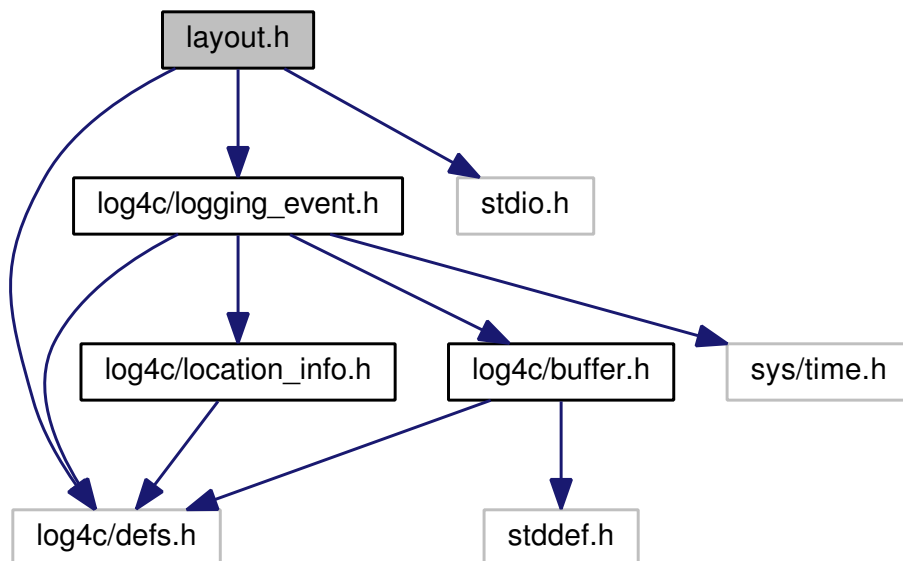 layout.h
log4c/logging_event.h
stdio.h
log4c/location_info.h
log4c/buffer.h
sys/time.h
log4c/defs.h
stddef.h